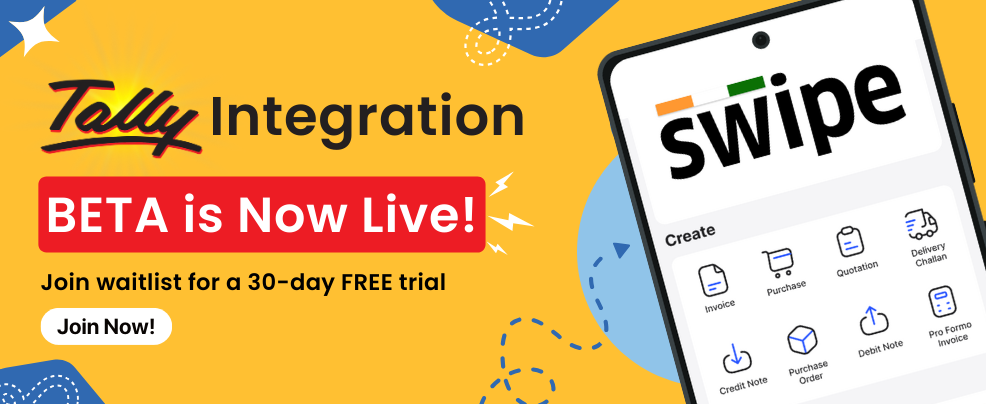 Tally Integration
BETA is Now Live!
Join waitlist for a 30-day FREE trial
Join Now!
swipe
Create
Invoice
Purchase
Quotation
Delivery
Challan
Credit Note
Purchase
Order
Debit Note
Pro Formo
Invoice